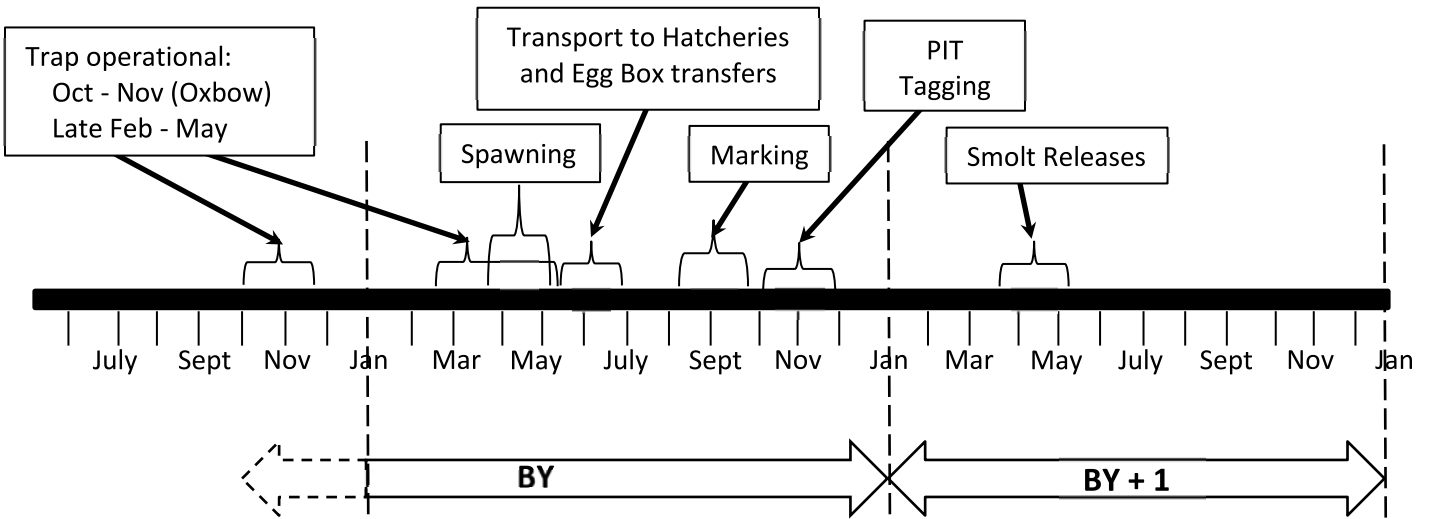 Trap operational:
Oct - Nov (Oxbow)
Late Feb - May
Transport to Hatcheries
and Egg Box transfers
PIT
Tagging
Spawning
Marking
Smolt Releases
July Sept Nov Jan Mar May July Sept Nov Jan Mar May July Sept Nov Jan
BY
BY + 1